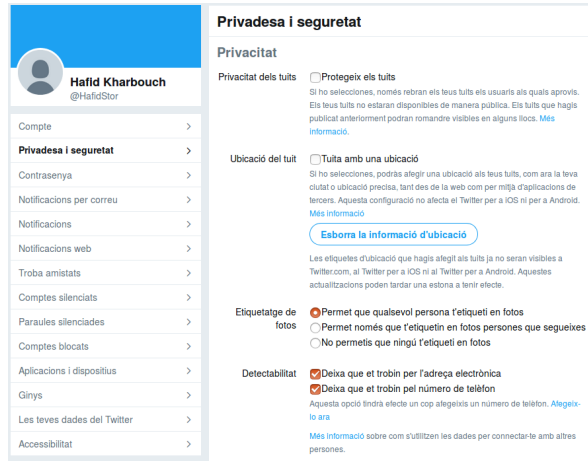 Hafid Kharbouch
@HafidStor
Compte
Privadesa i seguretat
Contrasenya
Notificacions per correu
Notificacions
Notificacions web
Troba amistats
Comptes silenciats
Paraules silenciades
Comptes blocats
Aplicacions i dispositius
Ginys
Les teves dades del Twitter
Accessibilitat
Privadesa i seguretat
Privacitat
Privacitat dels tuits
Protegeix els tuits
Si ho selecciones, només rebran els teus tuits els usuaris als quals aprovis.
Els teus tuits no estaran disponibles de manera pública. Els tuits que hagis
publicat anteriorment podran romandre visibles en alguns llocs. Més
informació.
Ubicació del tuit
Tuita amb una ubicació
Si ho selecciones, podràs afegir una ubicació als teus tuits, com ara la teva
ciutat o ubicació precisa, tant des de la web com per mitjà d'aplicacions de
tercers. Aquesta configuració no afecta el Twitter per a iOS ni per a Android.
Més informació
Esborra la informació d'ubicació
Les etiquetes d'ubicació que hagis afegit als tuits ja no seran visibles a
Twitter.com, al Twitter per a iOS ni al Twitter per a Android. Aquestes
actualitzacions poden tardar una estona a tenir efecte.
Etiquetatge de
fotos
Permet que qualsevol persona t'etiqueti en fotos
Permet només que t'etiquetin en fotos persones que segueixes
No permetis que ningú t'etiqueti en fotos
Detectabilitat
Deixa que et trobin per l'adreça electrònica
Deixa que et trobin pel número de telèfon
Aquesta opció tindrà efecte un cop afegeixis un número de telèfon. Afegeix-
lo ara
Més informació sobre com s'utilitzen les dades per connectar-te amb altres
persones.